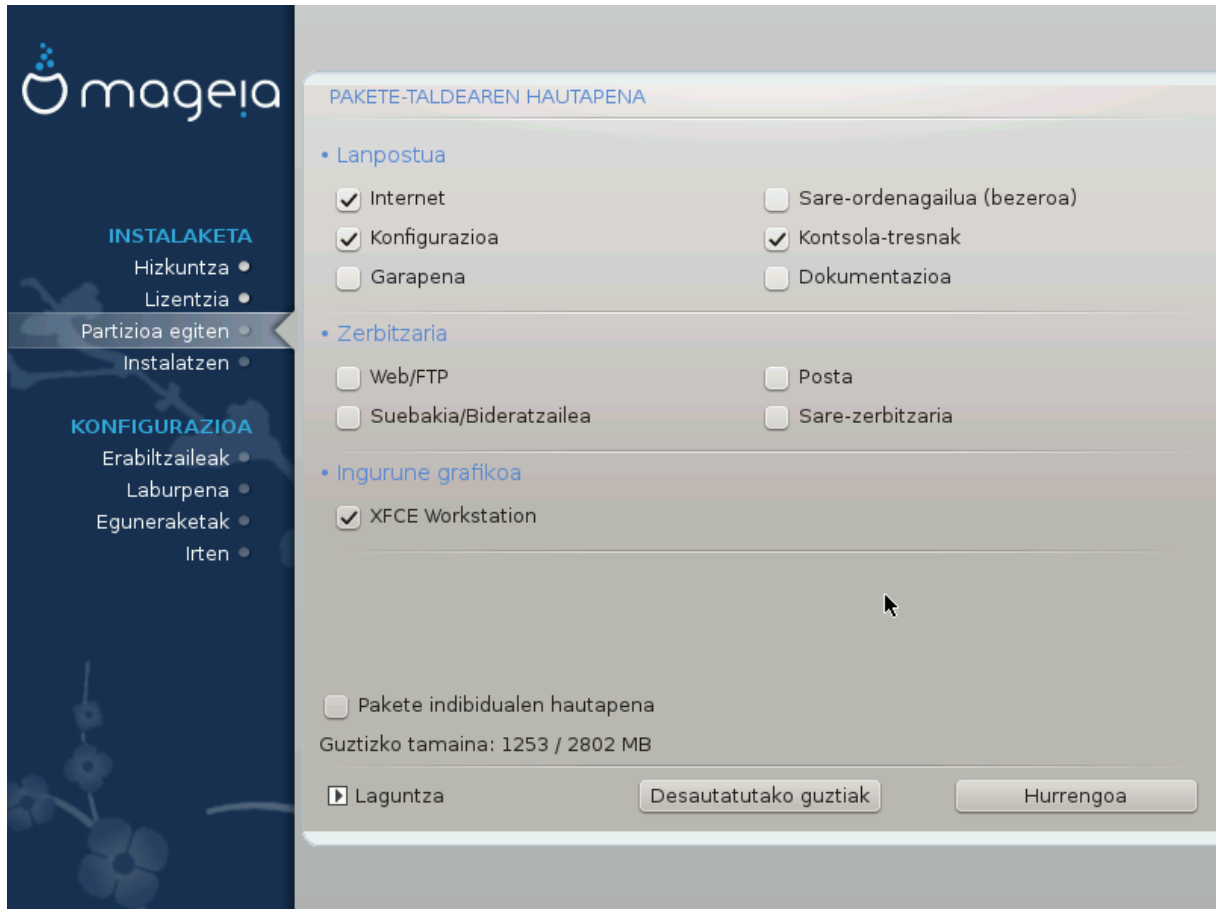 mageia
INSTALAKETA
Hizkuntza
Lizentzia
Partizioa egiten
Instalatzen
KONFIGURAZIOA
Erabiltzaileak
Laburpena
Eguneraketak
Irten
PAKETE-TALDEAREN HAUTAPENA
• Lanpostua
Internet
Sare-ordenagailua (bezeroa)
Konfigurazioa
Kontsola-tresnak
Garapena
Dokumentazioa
• Zerbitzaria
Web/FTP
Posta
Suebakia/Bideratzailea
Sare-zerbitzaria
• Ingurune grafikoa
XFCE Workstation
Pakete indibidualen hautapena
Guztizko tamaina: 1253 / 2802 MB
Laguntza
Desautatutako guztiak
Hurrengoa